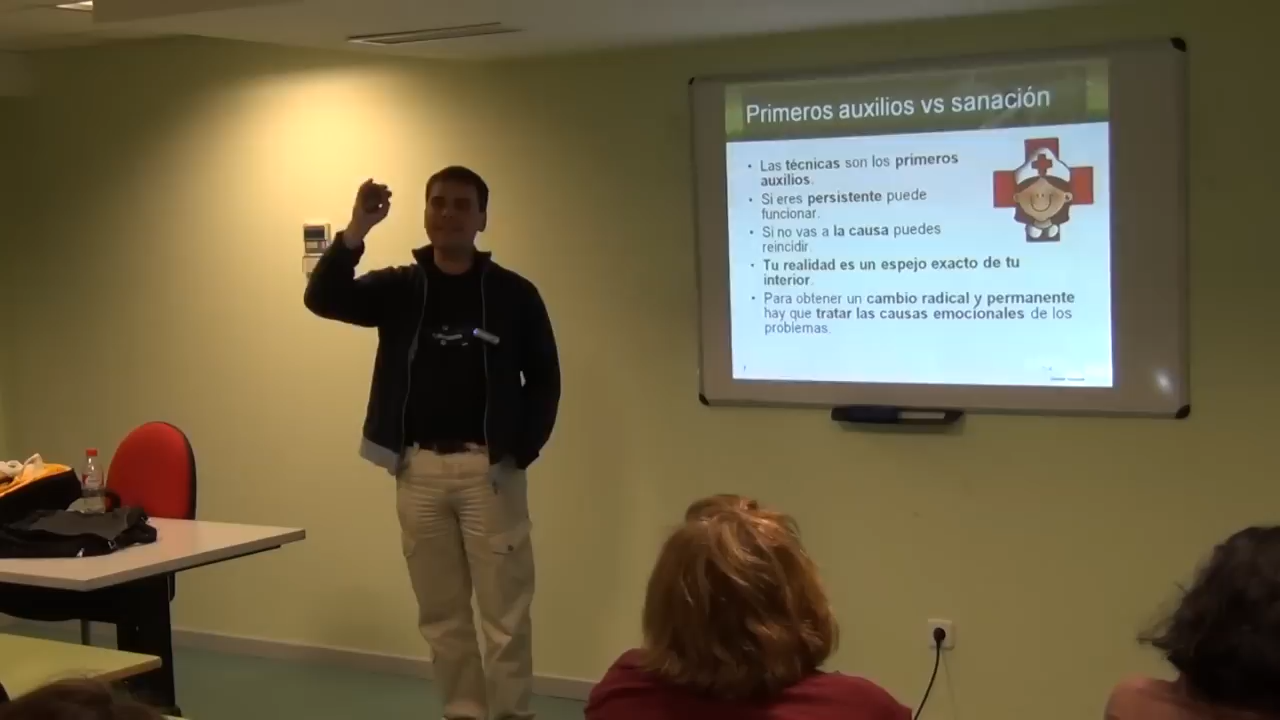 Primeros auxilios vs sanación
• Las técnicas son los primeros
auxilios.
• Si eres persistente puede
funcionar.
• Si no vas a la causa puedes
reincidir.
• Tu realidad es un espejo exacto de tu
interior.
• Para obtener un cambio radical y permanente
hay que tratar las causas emocionales de los
problemas.